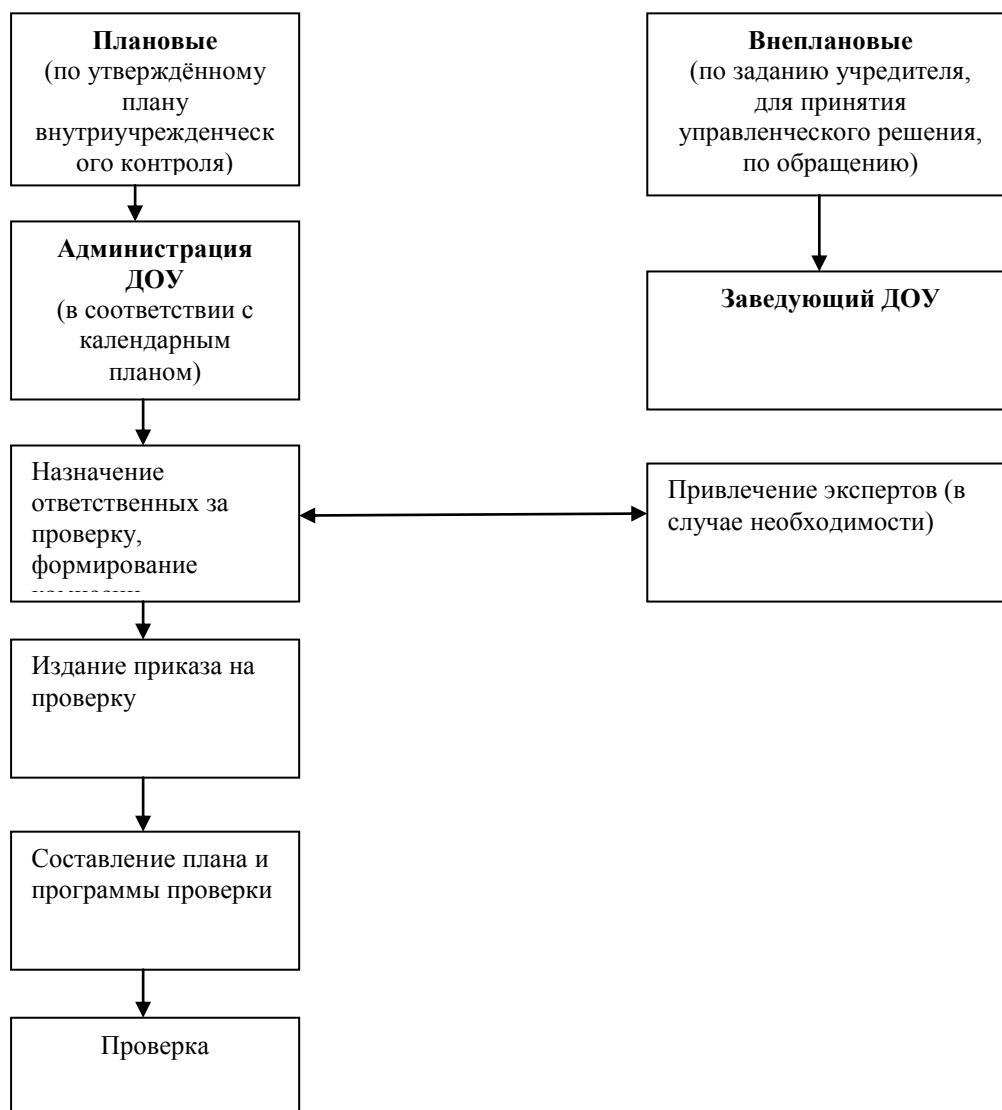 Плановые
(по утверждённому
плану
внутриучрежденческ
ого контроля)
Внеплановые
(по заданию учредителя,
для принятия
управленческого решения,
по обращению)
Администрация
ДОУ
(в соответствии с
календарным
планом)
Заведующий ДОУ
Назначение
ответственных за
проверку,
формирование
Привлечение экспертов (в
случае необходимости)
Издание приказа на
проверку
Составление плана и
программы проверки
Проверка